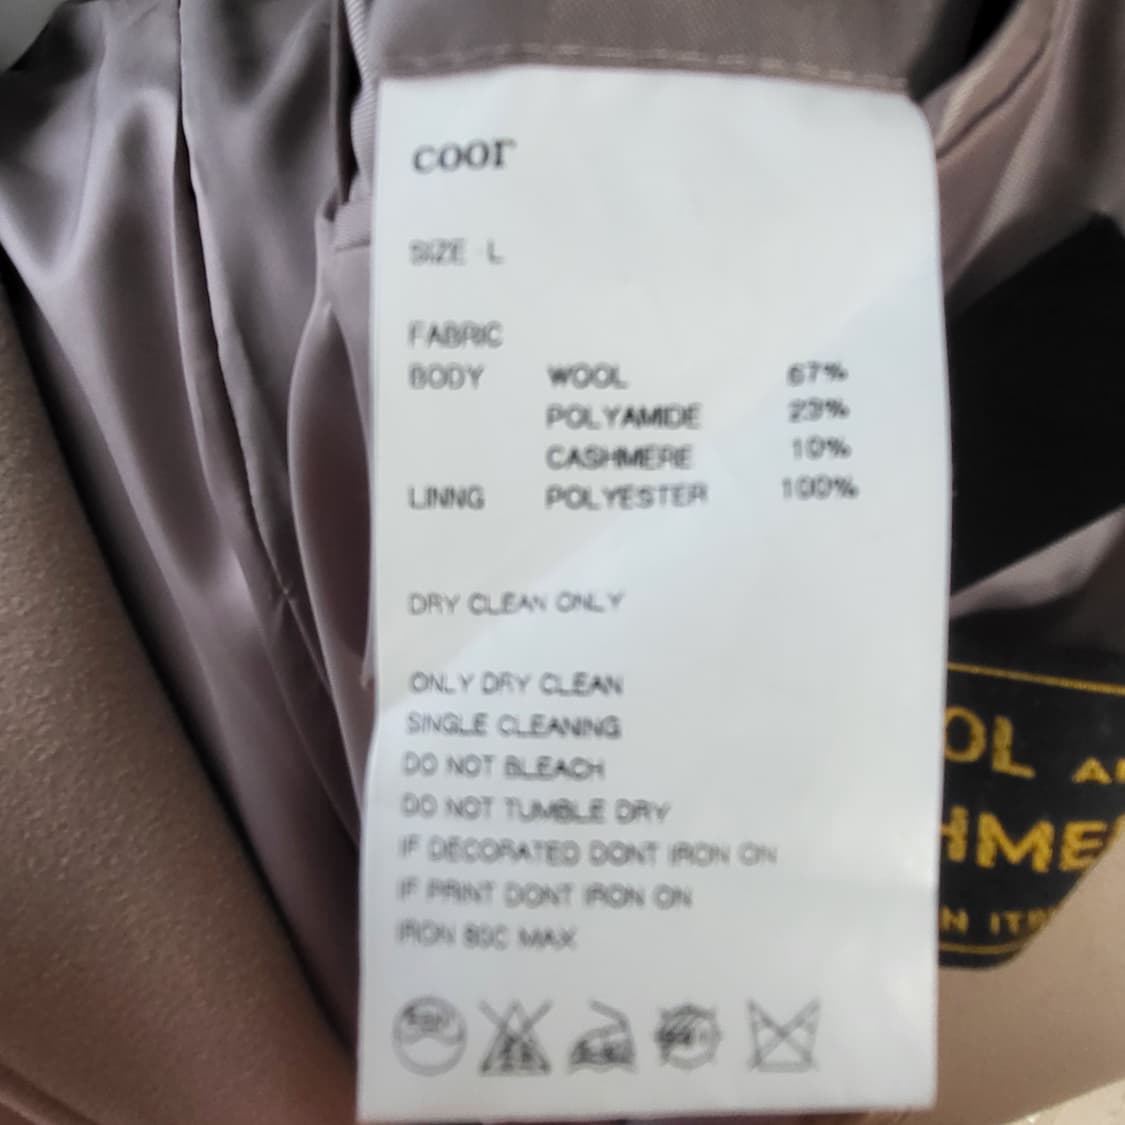 coor
SIZE L
FABRIC
BODY WOOL 67%
POLYAMIDE 23%
CASHMERE 10%
LINNG POLYESTER 100%
DRY CLEAN ONLY
ONLY DRY CLEAN
SINGLE CLEANING
DO NOT BLEACH
DO NOT TUMBLE DRY
IF DECORATED DONT IRON ON
IF PRINT DONT IRON ON
IRON 80C MAX
OL
HME